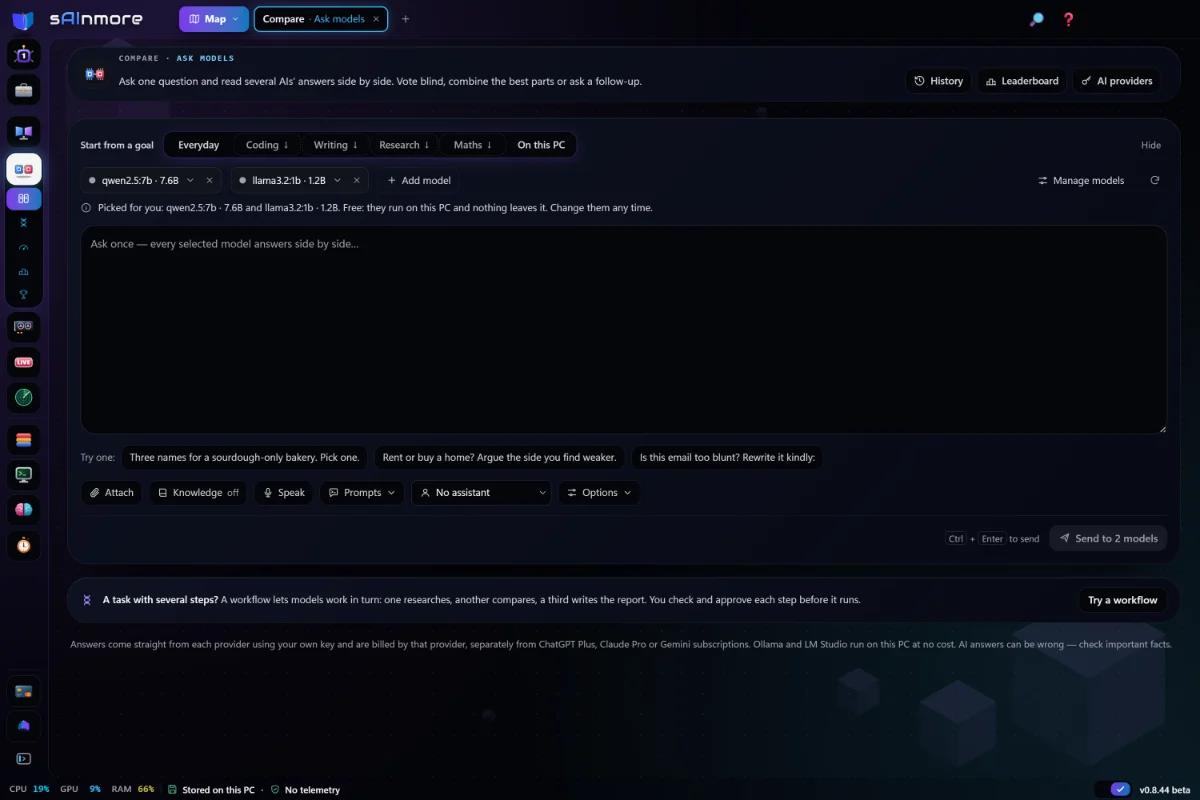 sAInmore
Map
Compare · Ask models
COMPARE · ASK MODELS
Ask one question and read several AIs' answers side by side. Vote blind, combine the best parts or ask a follow-up.
History
Leaderboard
AI providers
Start from a goal
Everyday
Coding ↓
Writing ↓
Research ↓
Maths ↓
On this PC
Hide
qwen2.5:7b · 7.6B
llama3.2:1b · 1.2B
+ Add model
Manage models
Picked for you: qwen2.5:7b · 7.6B and llama3.2:1b · 1.2B. Free: they run on this PC and nothing leaves it. Change them any time.
Ask once — every selected model answers side by side...
LIVE
Try one:
Three names for a sourdough-only bakery. Pick one.
Rent or buy a home? Argue the side you find weaker.
Is this email too blunt? Rewrite it kindly:
Attach
Knowledge off
Speak
Prompts
No assistant
Options
Ctrl + Enter to send
Send to 2 models
A task with several steps? A workflow lets models work in turn: one researches, another compares, a third writes the report. You check and approve each step before it runs.
Try a workflow
Answers come straight from each provider using your own key and are billed by that provider, separately from ChatGPT Plus, Claude Pro or Gemini subscriptions. Ollama and LM Studio run on this PC at no cost. AI answers can be wrong — check important facts.
CPU 19% GPU 9% RAM 66%
Stored on this PC · No telemetry
v0.8.44 beta